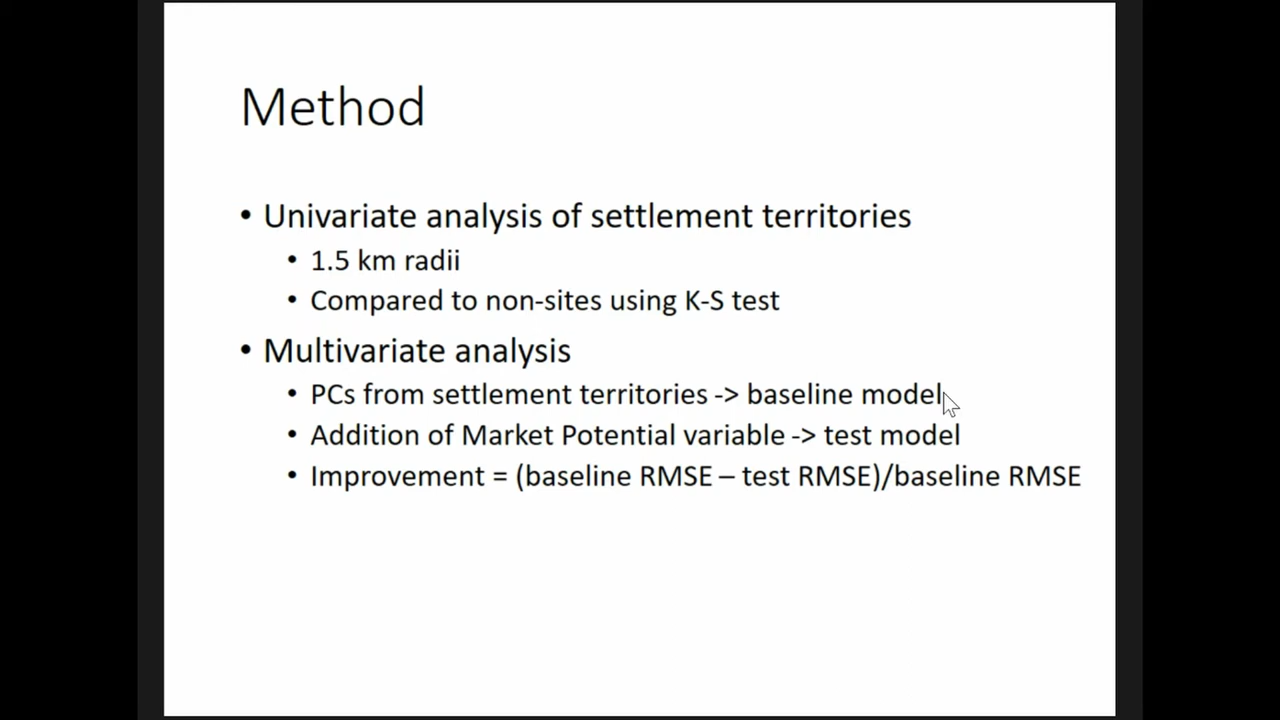 Method
• Univariate analysis of settlement territories
• 1.5 km radii
• Compared to non-sites using K-S test
• Multivariate analysis
• PCs from settlement territories -> baseline model
• Addition of Market Potential variable -> test model
• Improvement = (baseline RMSE – test RMSE)/baseline RMSE